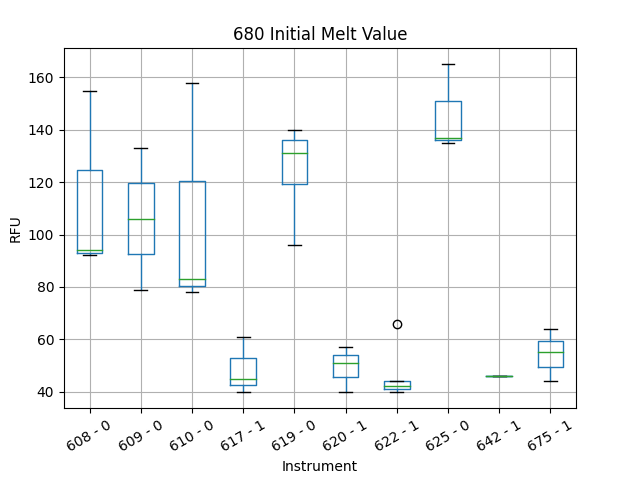 680 Initial Melt Value
160
140
120
100
80
60
40
RFU
608 - 0
609 - 0
610 - 0
617 - 1
619 - 0
620 - 1
622 - 1
625 - 0
642 - 1
675 - 1
Instrument